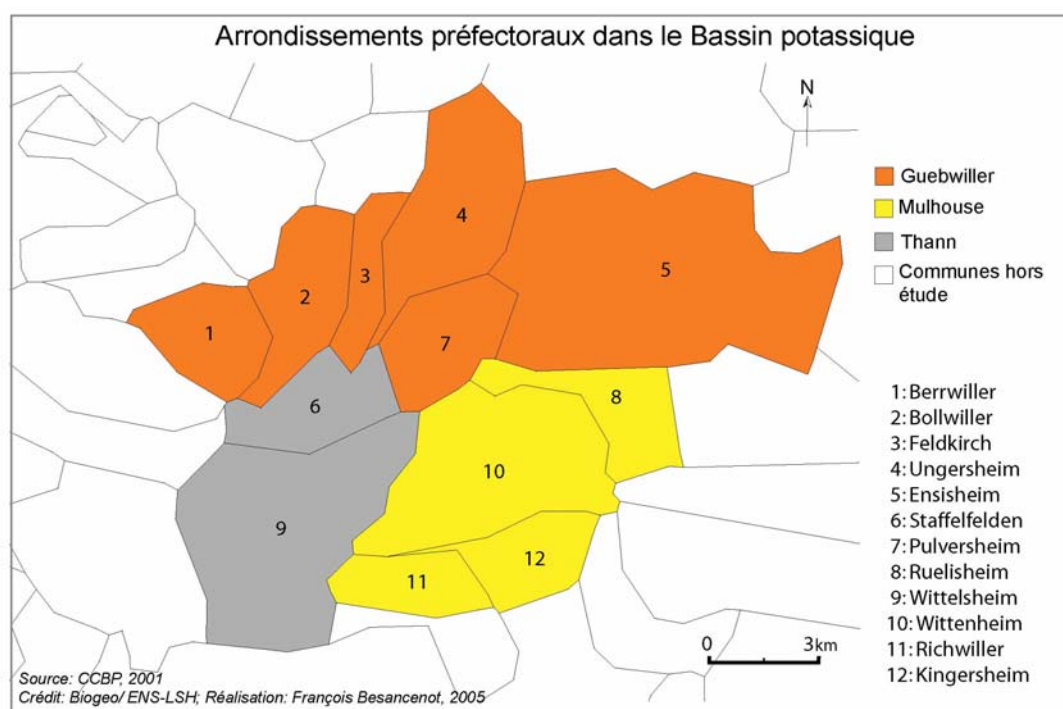 Arrondissements préfectoraux dans le Bassin potassique
N
Guebwiller
Mulhouse
Thann
Communes hors
étude
1
2
3
4
5
6
7
8
9
10
11
12
1: Berrwiller
2: Bollwiller
3: Feldkirch
4: Ungersheim
5: Ensisheim
6: Staffelfelden
7: Pulversheim
8: Ruelisheim
9: Wittelsheim
10: Wittenheim
11: Richwiller
12: Kingersheim
0 3km
Source: CCBP, 2001
Crédit: Biogeo/ ENS-LSH; Réalisation: François Besancenot, 2005